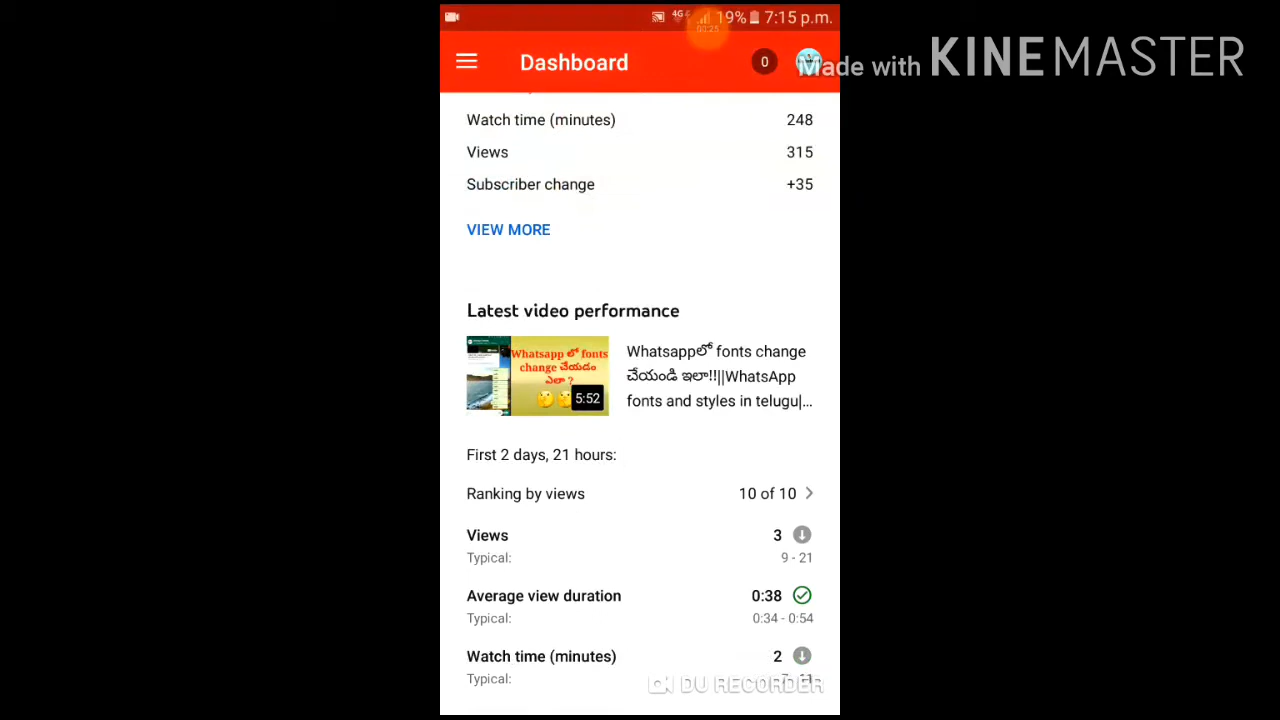 4G 19% 7:15 p.m.
00:25
Dashboard 0
Made with KINEMASTER
Watch time (minutes) 248
Views 315
Subscriber change +35
VIEW MORE
Latest video performance
Whatsapp లో fonts
change చేయడం
ఎలా ?
5:52
Whatsappలో fonts change
చేయండి ఇలా!!||WhatsApp
fonts and styles in telugu|...
First 2 days, 21 hours:
Ranking by views 10 of 10
Views 3
Typical: 9 - 21
Average view duration 0:38
Typical: 0:34 - 0:54
Watch time (minutes) 2
Typical:
DU RECORDER